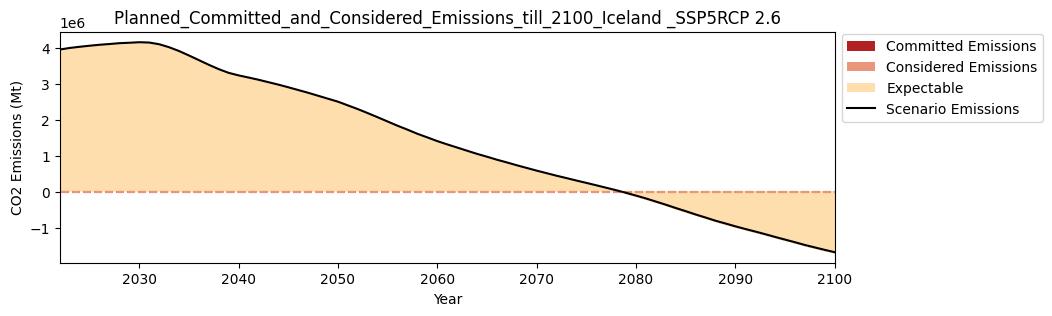 Planned_Committed_and_Considered_Emissions_till_2100_Iceland _SSP5RCP 2.6
1e6
4
3
2
1
0
−1
CO2 Emissions (Mt)
2030 2040 2050 2060 2070 2080 2090 2100
Year
Committed Emissions
Considered Emissions
Expectable
Scenario Emissions